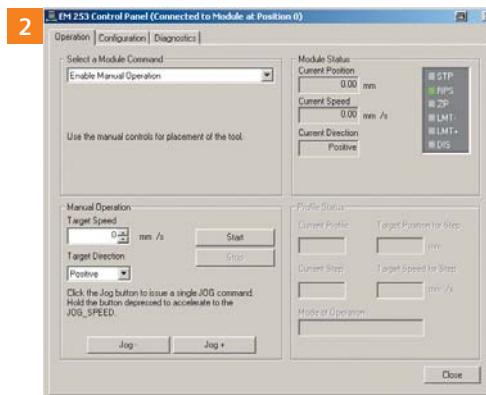 2
EM 253 Control Panel (Connected to Module at Position 0)
Operation Configuration Diagnostics
Select a Module Command
Enable Manual Operation
Use the manual controls for placement of the tool.
Module Status
Current Position
0.00 mm
Current Speed
0.00 mm /s
Current Direction
Positive
STP
RPS
ZP
LMT-
LMT+
DIS
Manual Operation
Target Speed
0 mm /s
Start
Target Direction
Stop
Positive
Click the Jog button to issue a single JOG command.
Hold the button depressed to accelerate to the
JOG_SPEED.
Jog - Jog +
Profile Status
Current Profile Target Position for Step
mm
Current Step Target Speed for Step
mm /s
Mode of Operation
Close